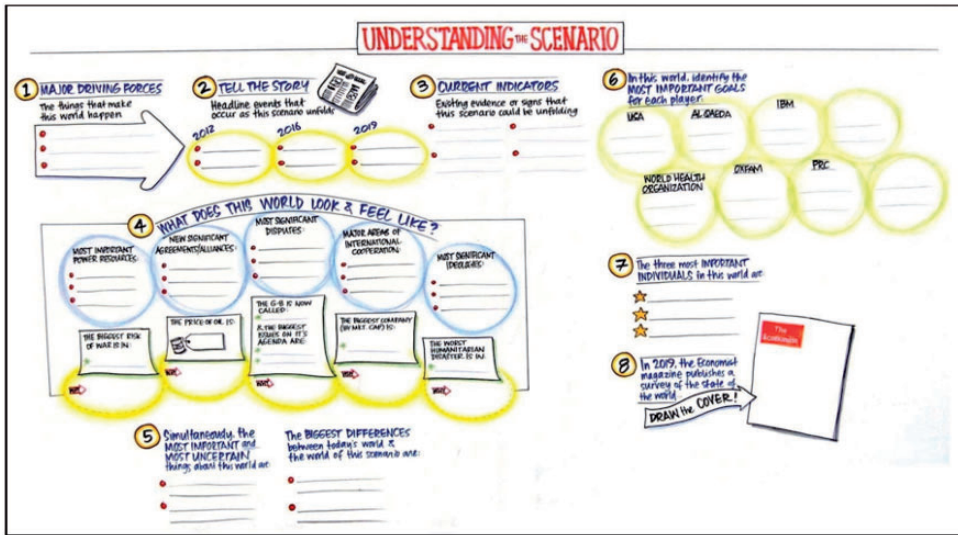 UNDERSTANDING THE SCENARIO
1 MAJOR DRIVING FORCES
The things that make
this world happen
2 TELL THE STORY
Headline events that
occur as this scenario unfolds
2012 2016 2019
3 CURRENT INDICATORS
Existing evidence or signs that
this scenario could be unfolding
4 WHAT DOES THIS WORLD LOOK & FEEL LIKE?
MOST IMPORTANT
POWER RESOURCES:
NEW SIGNIFICANT
AGREEMENTS/ALLIANCES:
MOST SIGNIFICANT
DISPUTES:
MAJOR AREAS OF
INTERNATIONAL
COOPERATION:
MOST SIGNIFICANT
IDEOLOGIES:
THE BIGGEST RISK
OF WAR IS IN:
THE PRICE OF OIL IS:
THE G-8 IS NOW
CALLED:
& THE BIGGEST
ISSUES ON IT'S
AGENDA ARE:
THE BIGGEST COMPANY
(BY MKT. CAP) IS:
THE WORST
HUMANITARIAN
DISASTER IS IN:
5 Simultaneously, the
MOST IMPORTANT and
MOST UNCERTAIN
things about this world are:
The BIGGEST DIFFERENCES
between today's world &
the world of this scenario are:
6 In this world, identify the
MOST IMPORTANT GOALS
for each player:
USA
AL QAEDA
IBM
WORLD HEALTH
ORGANIZATION
OXFAM
PRC
7 The three most IMPORTANT
INDIVIDUALS in this world are:
8 In 2019, the Economist
magazine publishes a
survey of the state of
the world
DRAW the COVER!
The
Economist